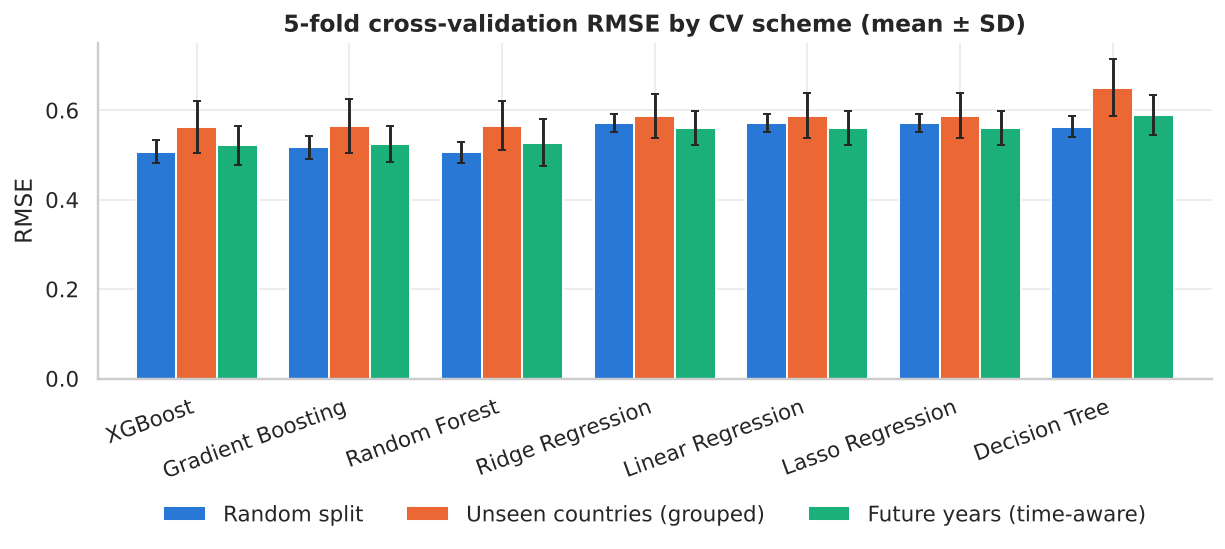 5-fold cross-validation RMSE by CV scheme (mean ± SD)
RMSE
0.6
0.4
0.2
0.0
XGBoost
Gradient Boosting
Random Forest
Ridge Regression
Linear Regression
Lasso Regression
Decision Tree
Random split
Unseen countries (grouped)
Future years (time-aware)